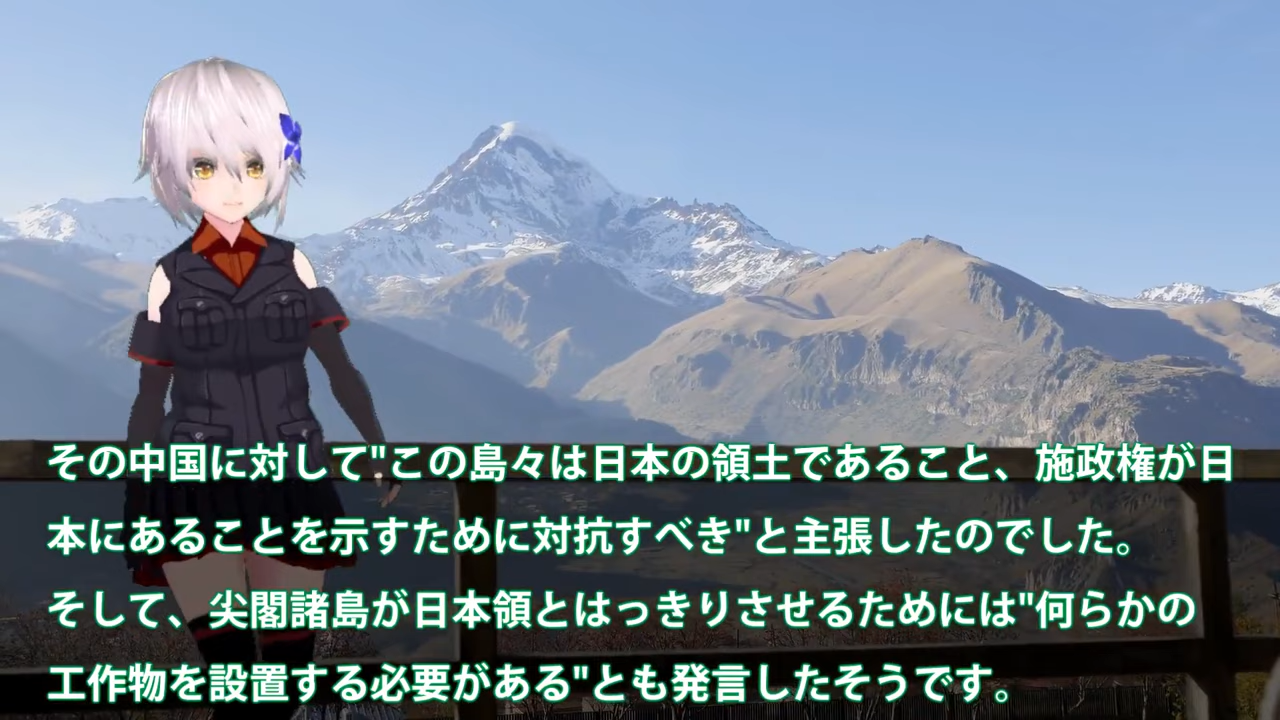 その中国に対して"この島々は日本の領土であること、施政権が日
本にあることを示すために対抗すべき"と主張したのでした。
そして、尖閣諸島が日本領とはっきりさせるためには"何らかの
工作物を設置する必要がある"とも発言したそうです。